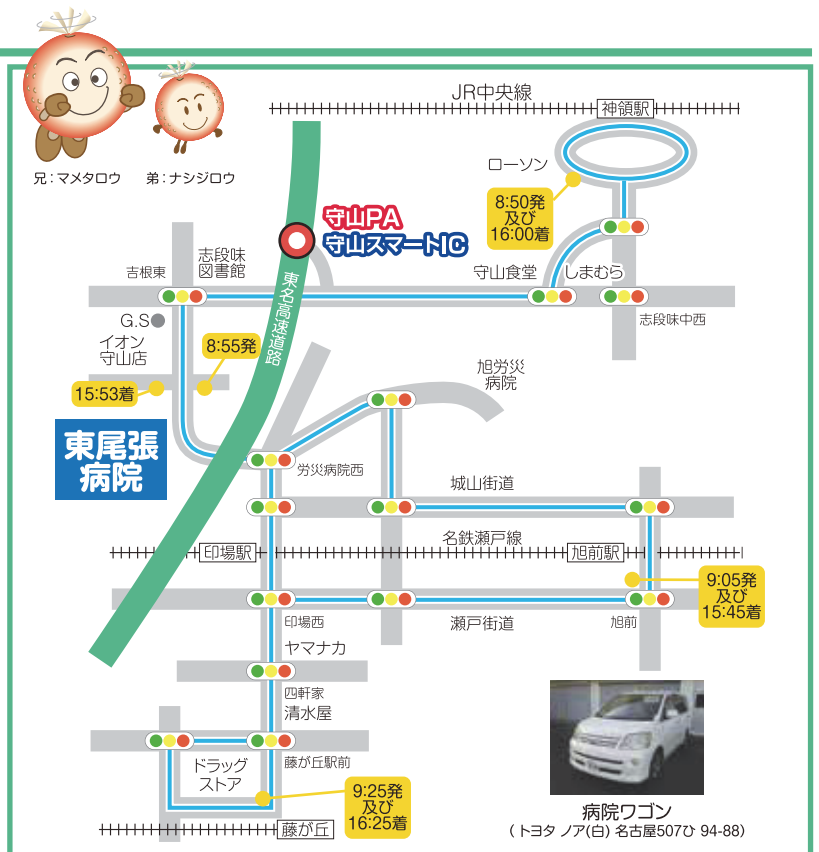 JR中央線
神領駅
兄：マメタロウ
弟：ナシジロウ
ローソン
8:50発
及び
16:00着
守山PA
守山スマートIC
志段味
図書館
吉根東
守山食堂
しまむら
東名高速道路
志段味中西
G.S
イオン
守山店
8:55発
15:53着
旭労災
病院
東尾張
病院
労災病院西
城山街道
名鉄瀬戸線
印場駅
旭前駅
9:05発
及び
15:45着
印場西
瀬戸街道
旭前
ヤマナカ
四軒家
清水屋
藤が丘駅前
ドラッグ
ストア
9:25発
及び
16:25着
藤が丘
病院ワゴン
（トヨタ ノア(白) 名古屋507ひ 94-88）